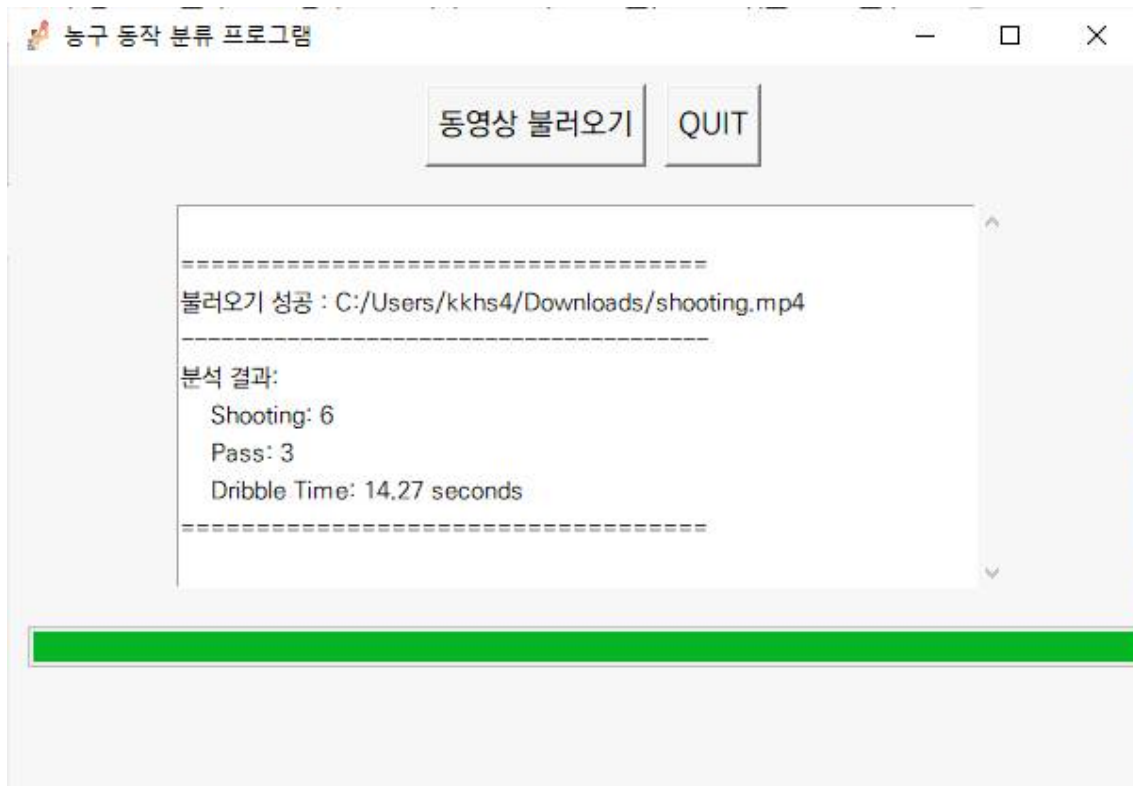 농구 동작 분류 프로그램
동영상 불러오기 QUIT
===================================
불러오기 성공 : C:/Users/kkhs4/Downloads/shooting.mp4
---------------------------------------
분석 결과:
Shooting: 6
Pass: 3
Dribble Time: 14.27 seconds
===================================